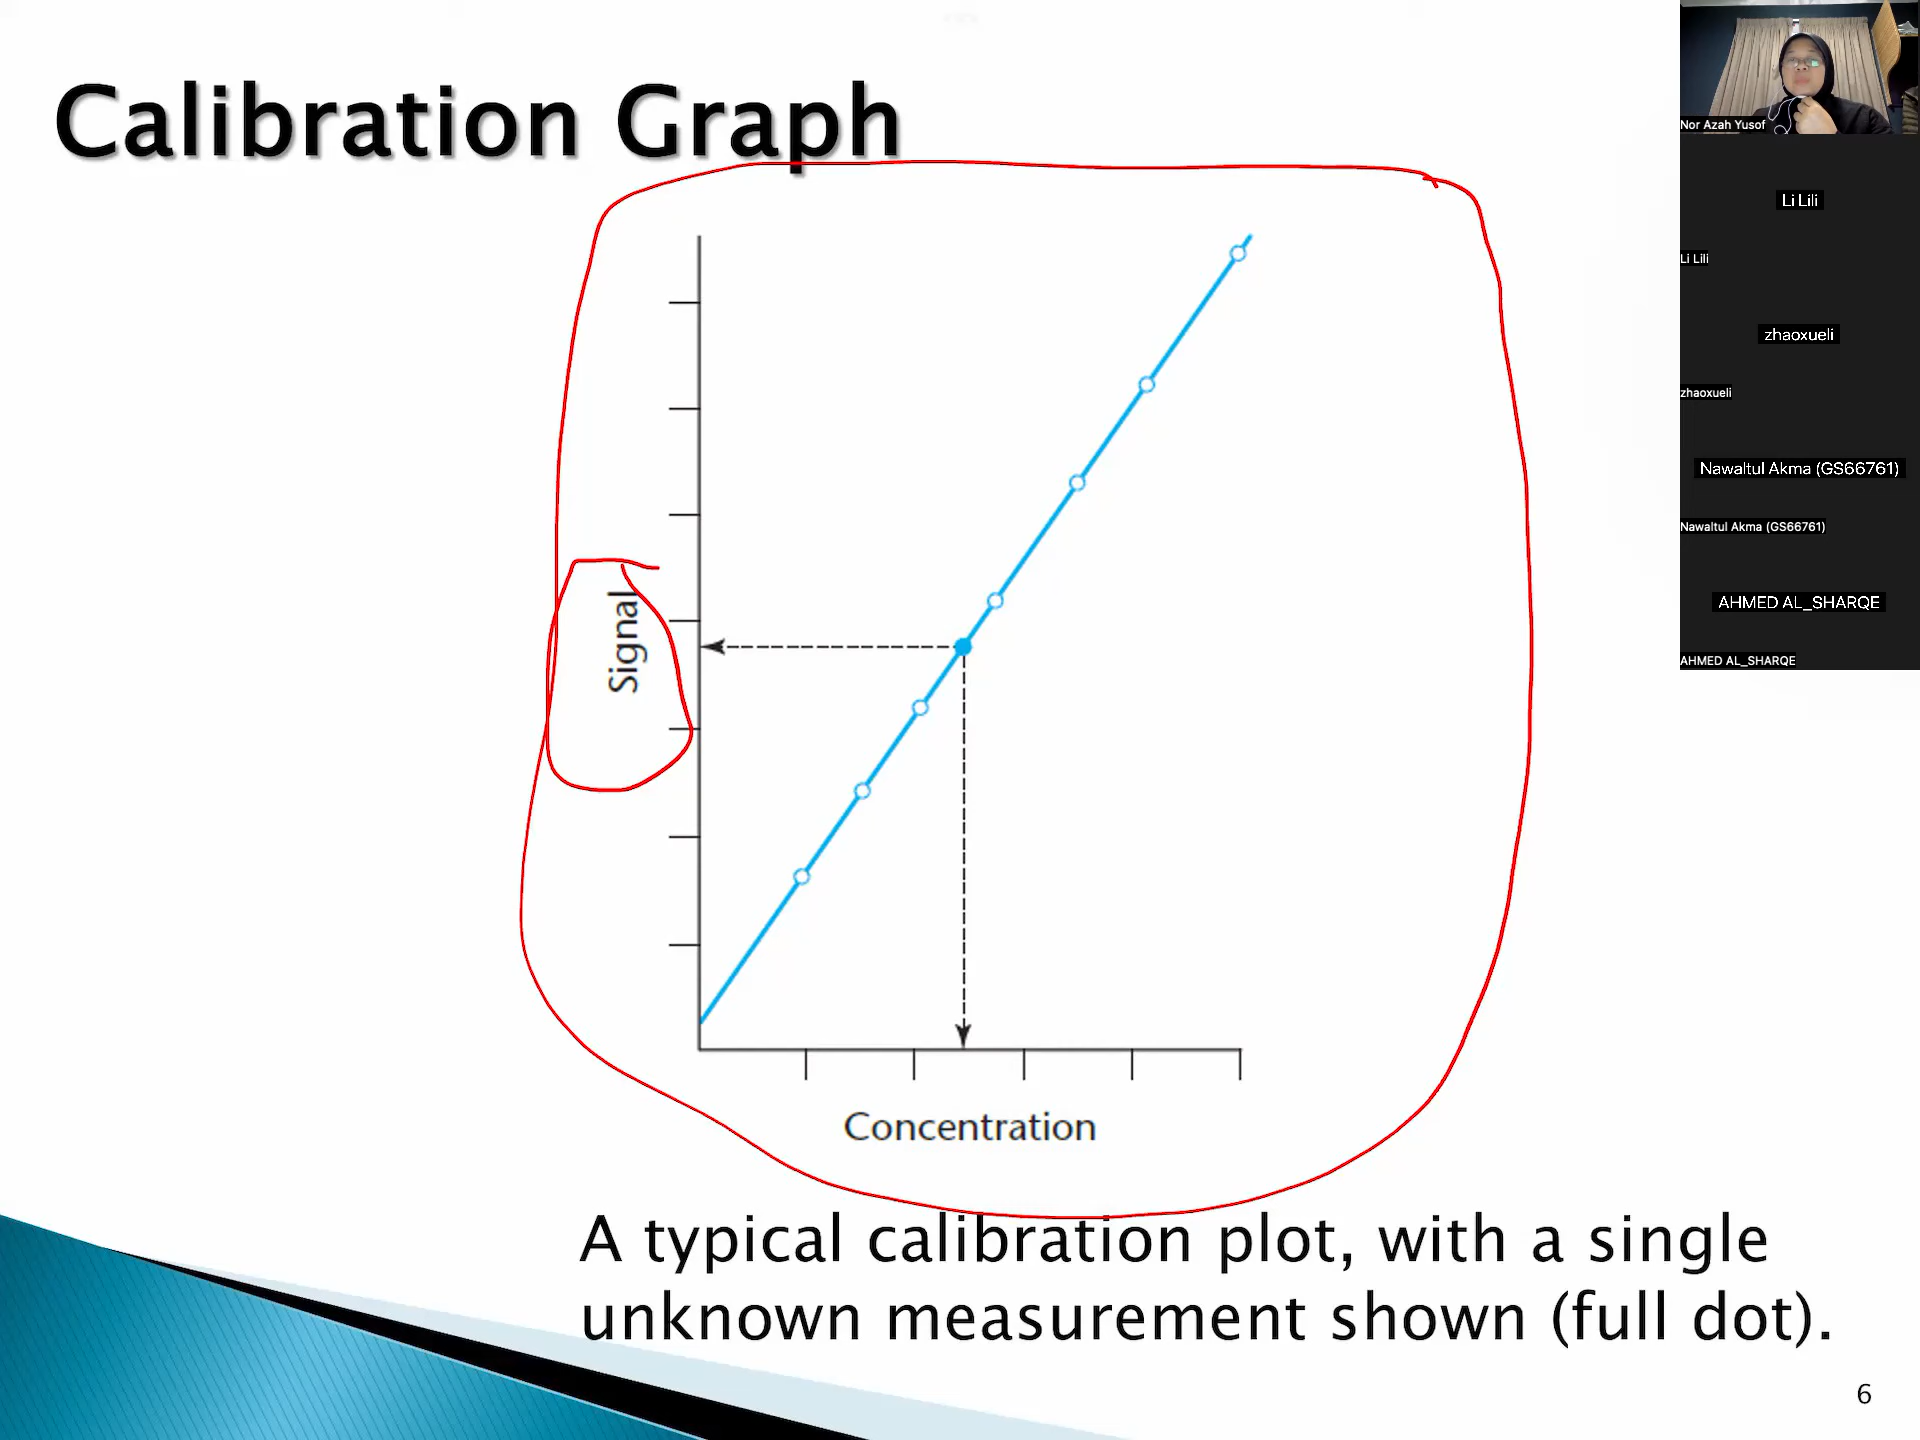 Calibration Graph
Signal
Concentration
A typical calibration plot, with a single
unknown measurement shown (full dot).
6
Nor Azah Yusof
Li Lili
Li Lili
zhaoxueli
zhaoxueli
Nawaltul Akma (GS66761)
Nawaltul Akma (GS66761)
AHMED AL_SHARQE
AHMED AL_SHARQE